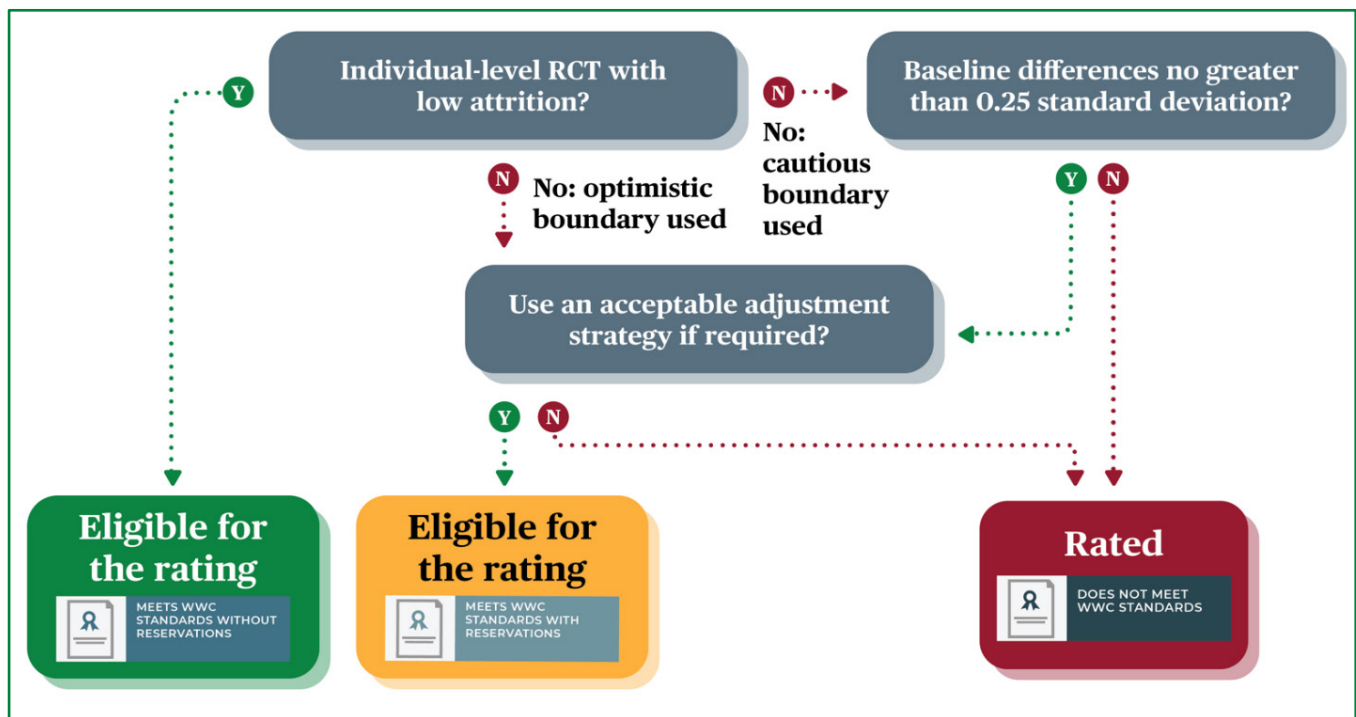 Individual-level RCT with
low attrition?
Baseline differences no greater
than 0.25 standard deviation?
Y
N
No:
cautious
boundary
used
N
No: optimistic
boundary used
Y
N
Use an acceptable adjustment
strategy if required?
Y
N
Eligible for
the rating
MEETS WWC
STANDARDS WITHOUT
RESERVATIONS
Eligible for
the rating
MEETS WWC
STANDARDS WITH
RESERVATIONS
Rated
DOES NOT MEET
WWC STANDARDS